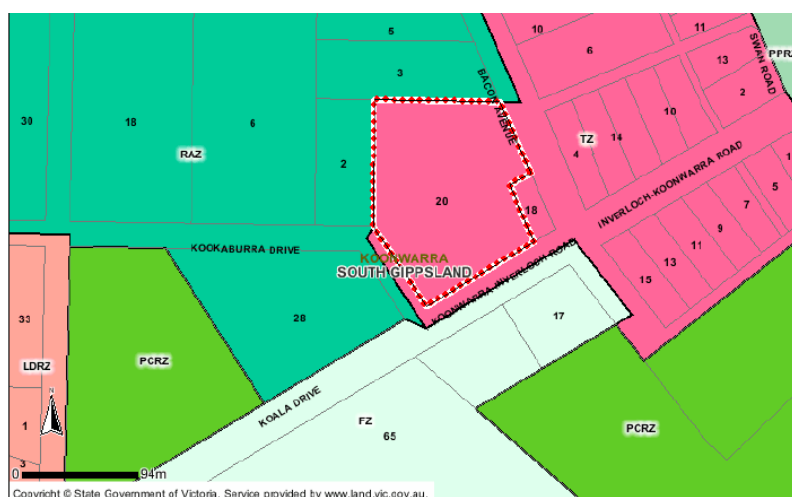 5
10
11
SWAN ROAD
PPRZ
6
13
3
BACON AVENUE
2
30
18
6
TZ
14
10
4
RAZ
2
INVERLOCH-KOONWARRA ROAD
20
18
5
7
9
KOOKABURRA DRIVE
KOONWARRA
SOUTH GIPPSLAND
11
13
15
KOONWARRA-INVERLOCH ROAD
33
28
17
LDRZ
PCRZ
KOALA DRIVE
N
1
FZ
65
PCRZ
3
0 94m
Copyright © State Government of Victoria. Service provided by www.land.vic.gov.au.